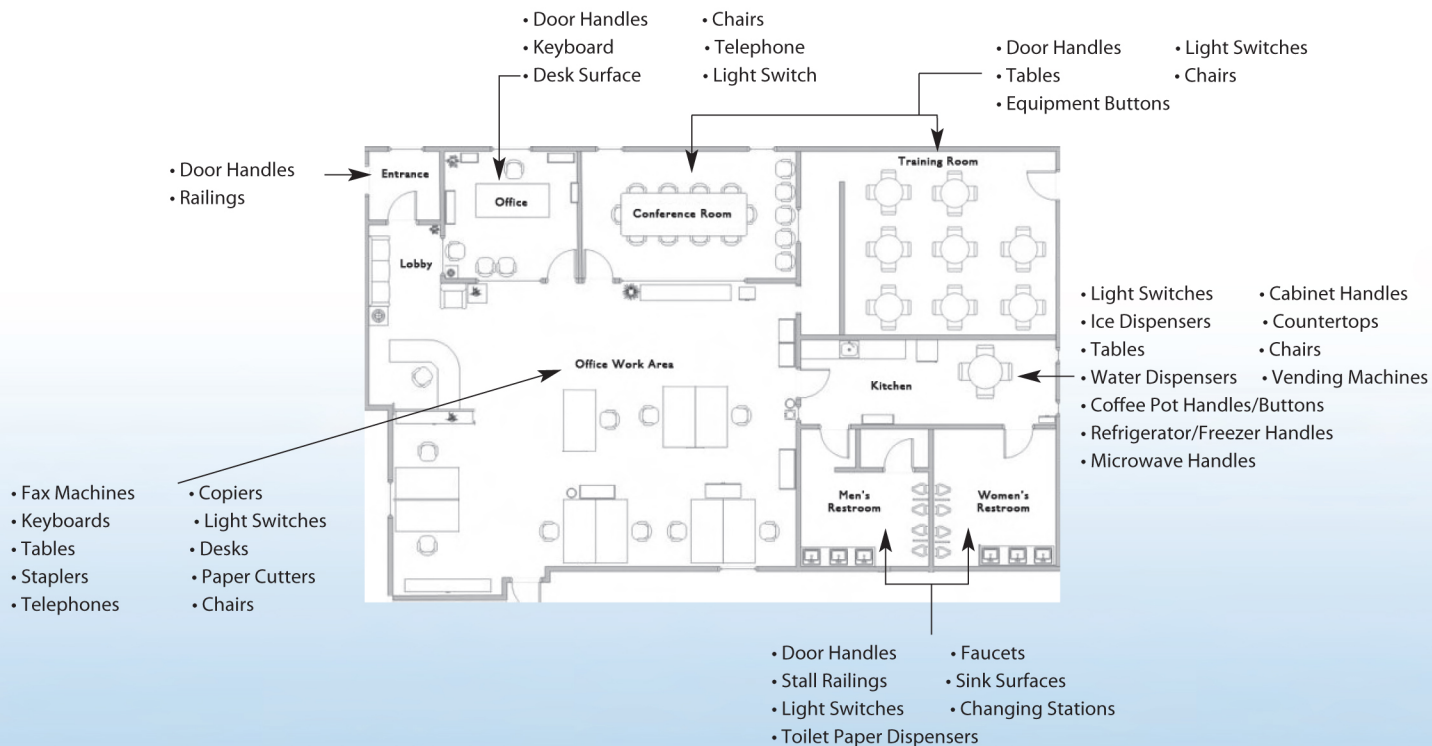 • Door Handles • Chairs
• Keyboard • Telephone
• Desk Surface • Light Switch
• Door Handles • Light Switches
• Tables • Chairs
• Equipment Buttons
• Door Handles
• Railings
Entrance
Office
Conference Room
Training Room
Lobby
Office Work Area
Kitchen
Men's
Restroom
Women's
Restroom
• Light Switches • Cabinet Handles
• Ice Dispensers • Countertops
• Tables • Chairs
• Water Dispensers • Vending Machines
• Coffee Pot Handles/Buttons
• Refrigerator/Freezer Handles
• Microwave Handles
• Fax Machines • Copiers
• Keyboards • Light Switches
• Tables • Desks
• Staplers • Paper Cutters
• Telephones • Chairs
• Door Handles • Faucets
• Stall Railings • Sink Surfaces
• Light Switches • Changing Stations
• Toilet Paper Dispensers